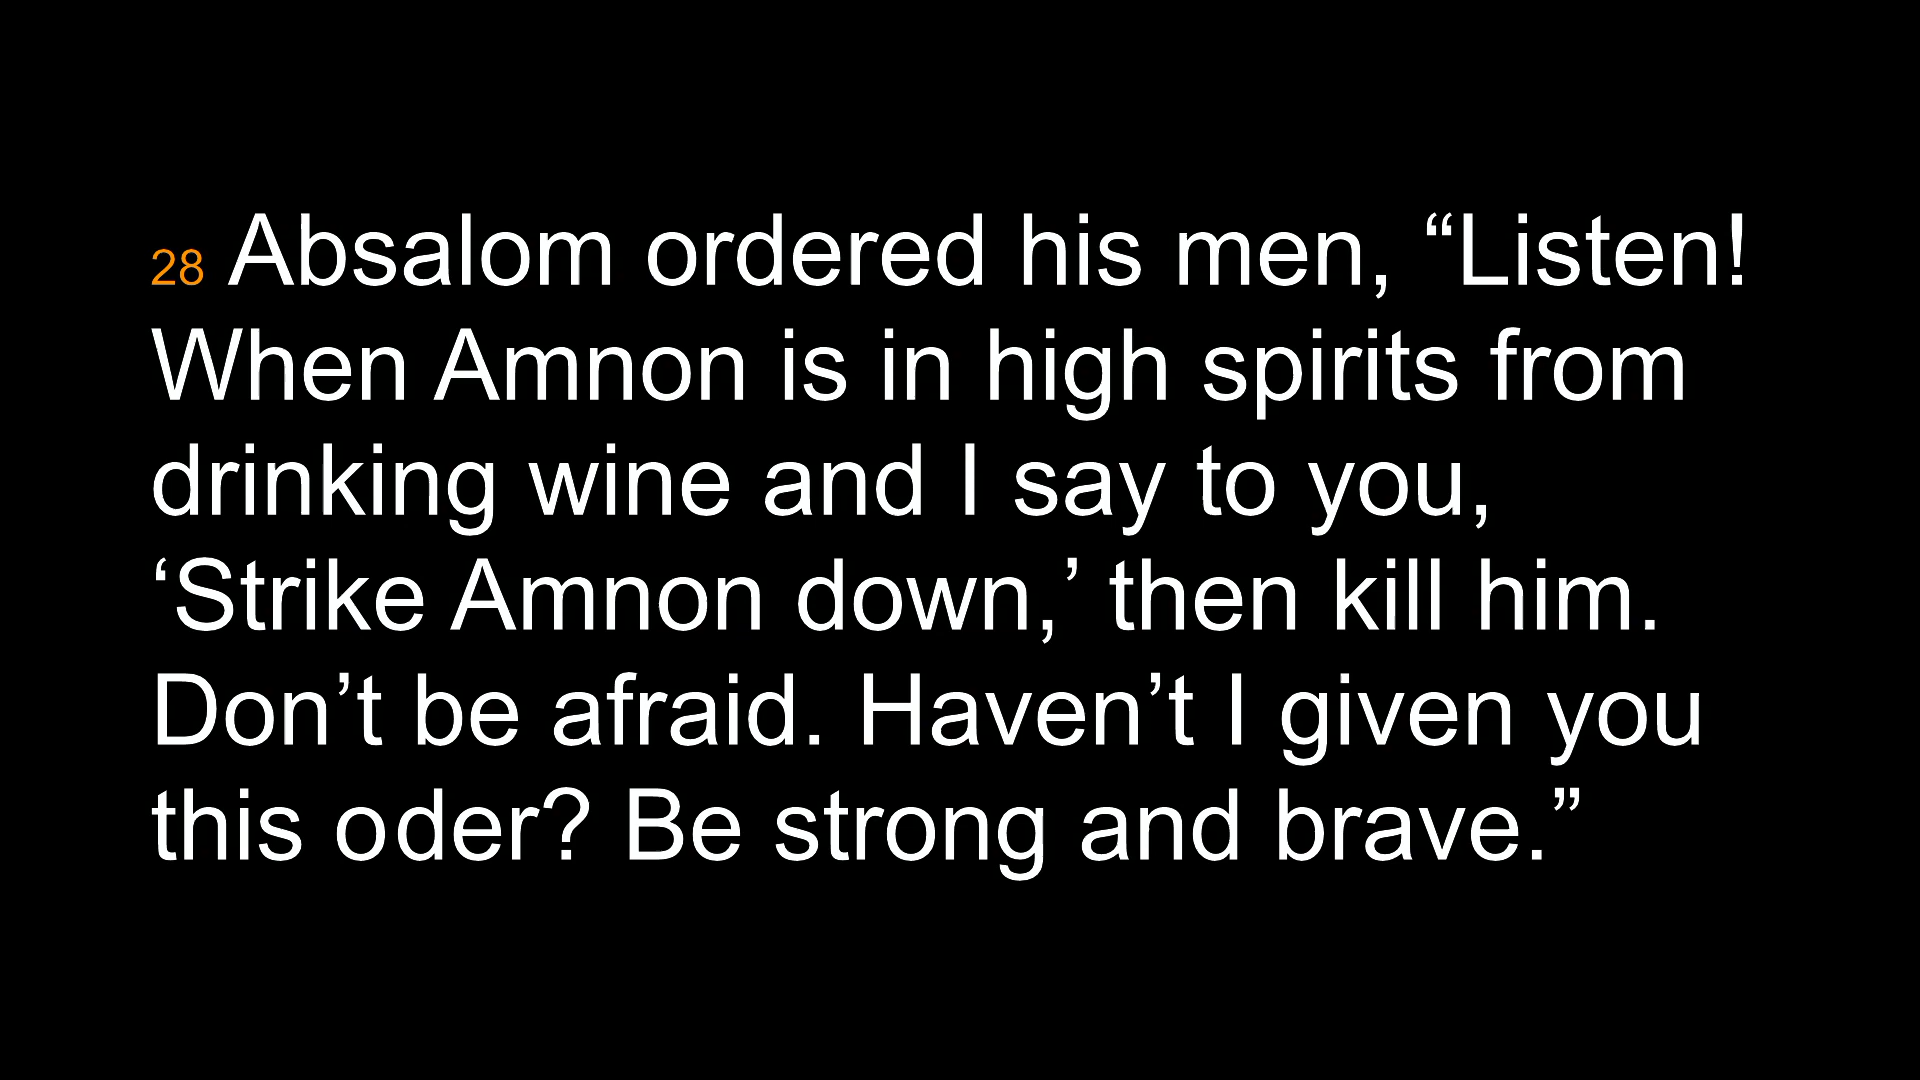 28 Absalom ordered his men, “Listen!
When Amnon is in high spirits from
drinking wine and I say to you,
‘Strike Amnon down,’ then kill him.
Don’t be afraid. Haven’t I given you
this oder? Be strong and brave.”